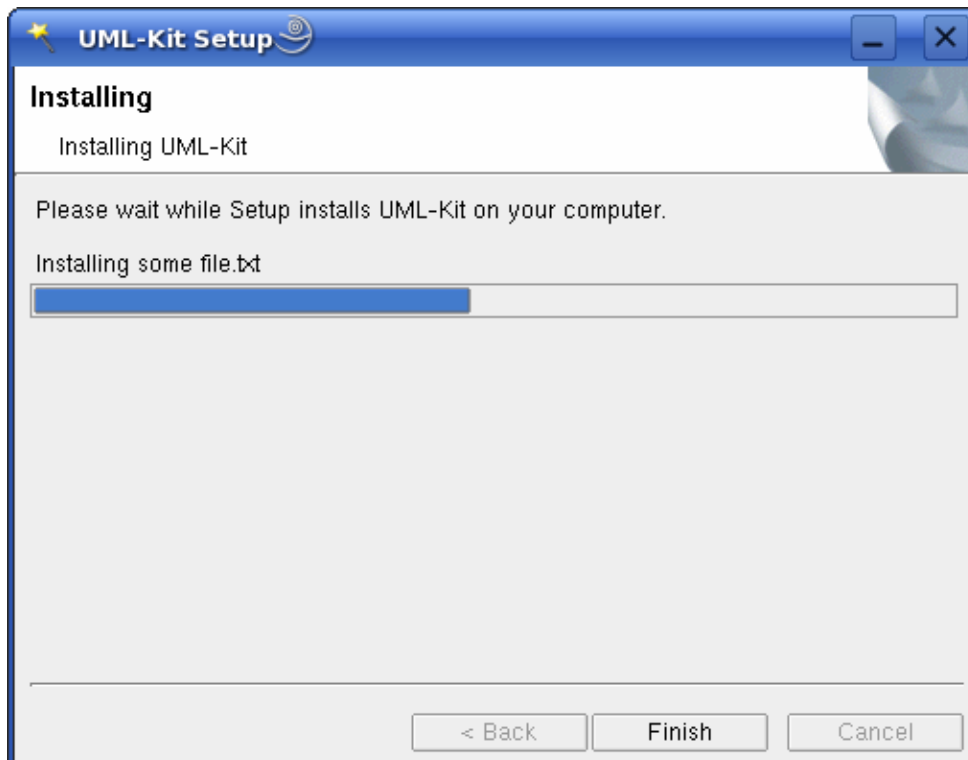 UML-Kit Setup
Installing
Installing UML-Kit
Please wait while Setup installs UML-Kit on your computer.
Installing some file.txt
< Back Finish Cancel